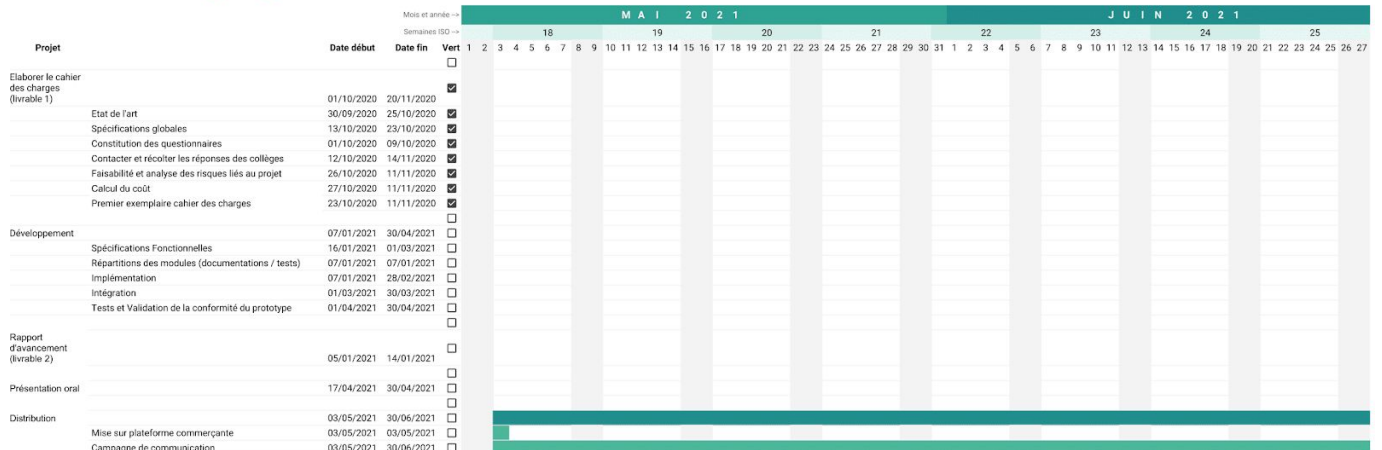 Mois et année --> MAI 2021 JUIN 2021
Semaines ISO --> 18 19 20 21 22 23 24 25
Projet Date début Date fin Vert 1 2 3 4 5 6 7 8 9 10 11 12 13 14 15 16 17 18 19 20 21 22 23 24 25 26 27 28 29 30 31 1 2 3 4 5 6 7 8 9 10 11 12 13 14 15 16 17 18 19 20 21 22 23 24 25 26 27
Elaborer le cahier
des charges
(livrable 1) 01/10/2020 20/11/2020
Etat de l'art 30/09/2020 25/10/2020
Spécifications globales 13/10/2020 23/10/2020
Constitution des questionnaires 01/10/2020 09/10/2020
Contacter et récolter les réponses des collèges 12/10/2020 14/11/2020
Faisabilité et analyse des risques liés au projet 26/10/2020 11/11/2020
Calcul du coût 27/10/2020 11/11/2020
Premier exemplaire cahier des charges 23/10/2020 11/11/2020
Développement 07/01/2021 30/04/2021
Spécifications Fonctionnelles 16/01/2021 01/03/2021
Répartitions des modules (documentations / tests) 07/01/2021 07/01/2021
Implémentation 07/01/2021 28/02/2021
Intégration 01/03/2021 30/03/2021
Tests et Validation de la conformité du prototype 01/04/2021 30/04/2021
Rapport
d'avancement
(livrable 2) 05/01/2021 14/01/2021
Présentation oral 17/04/2021 30/04/2021
Distribution 03/05/2021 30/06/2021
Mise sur plateforme commerçante 03/05/2021 03/05/2021
Campagne de communication 03/05/2021 30/06/2021